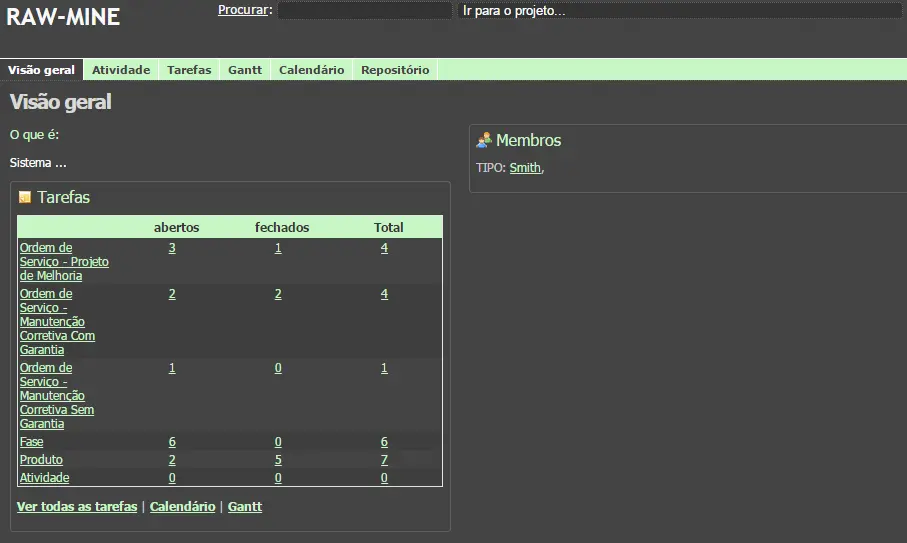 RAW-MINE
Procurar:
Ir para o projeto...
Visão geral Atividade Tarefas Gantt Calendário Repositório
Visão geral
O que é:
Sistema ...
Membros
TIPO: Smith,
Tarefas
abertos fechados Total
Ordem de 3 1 4
Serviço - Projeto
de Melhoria
Ordem de 2 2 4
Serviço -
Manutenção
Corretiva Com
Garantia
Ordem de 1 0 1
Serviço -
Manutenção
Corretiva Sem
Garantia
Fase 6 0 6
Produto 2 5 7
Atividade 0 0 0
Ver todas as tarefas | Calendário | Gantt